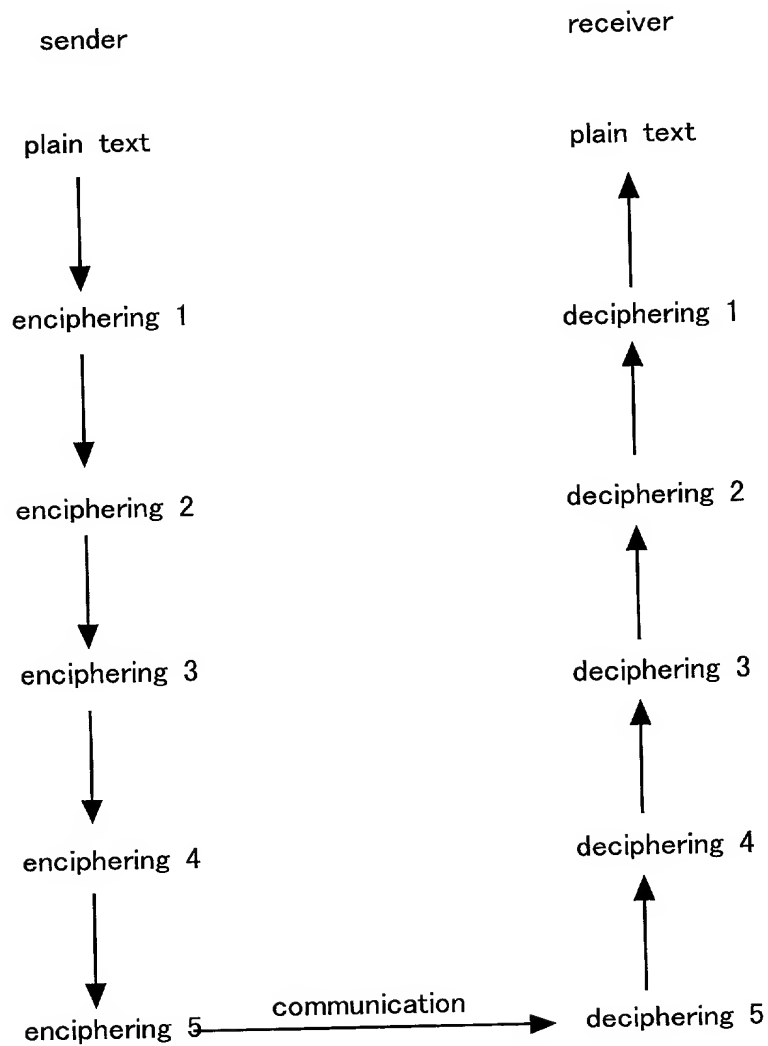 sender
receiver
plain text
plain text
enciphering 1
deciphering 1
enciphering 2
deciphering 2
enciphering 3
deciphering 3
enciphering 4
deciphering 4
enciphering 5
communication
deciphering 5